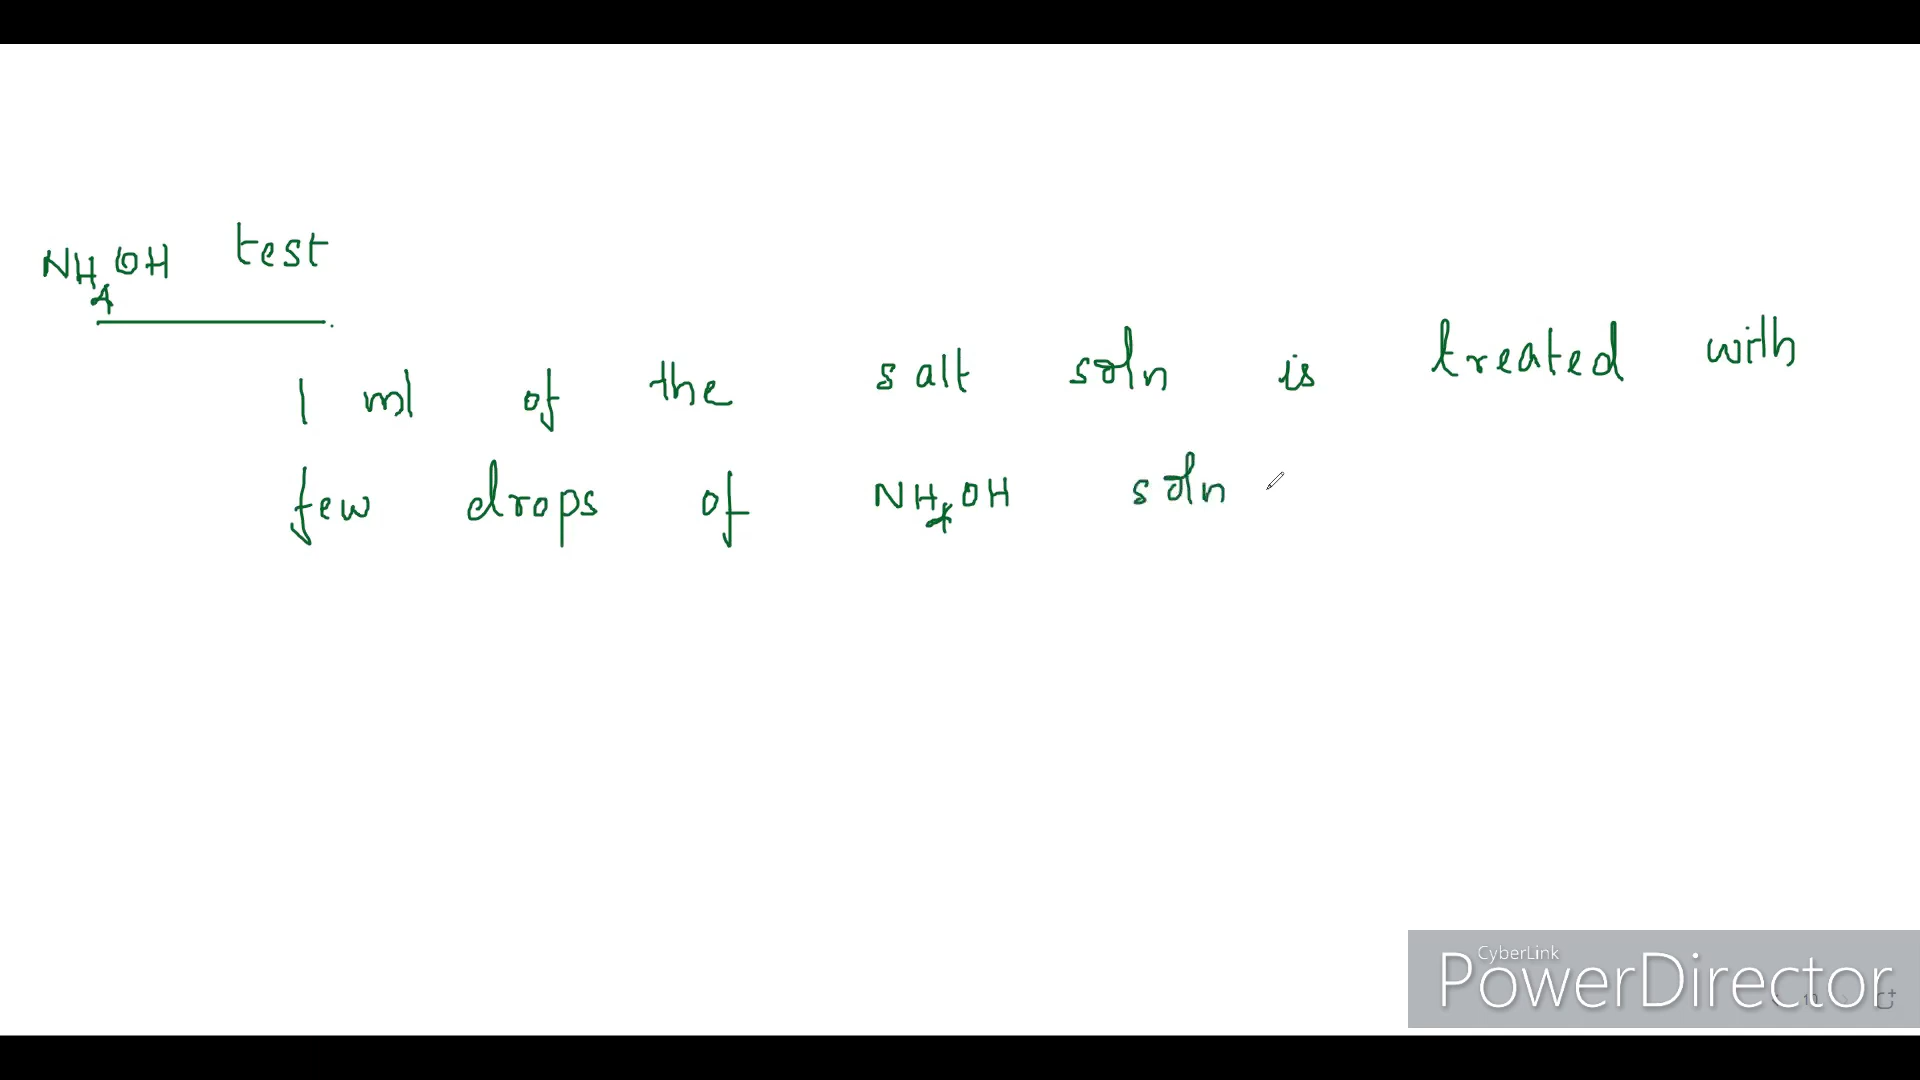 NH4OH test
1 ml of the salt soln is treated with
few drops of NH4OH soln
CyberLink
PowerDirector